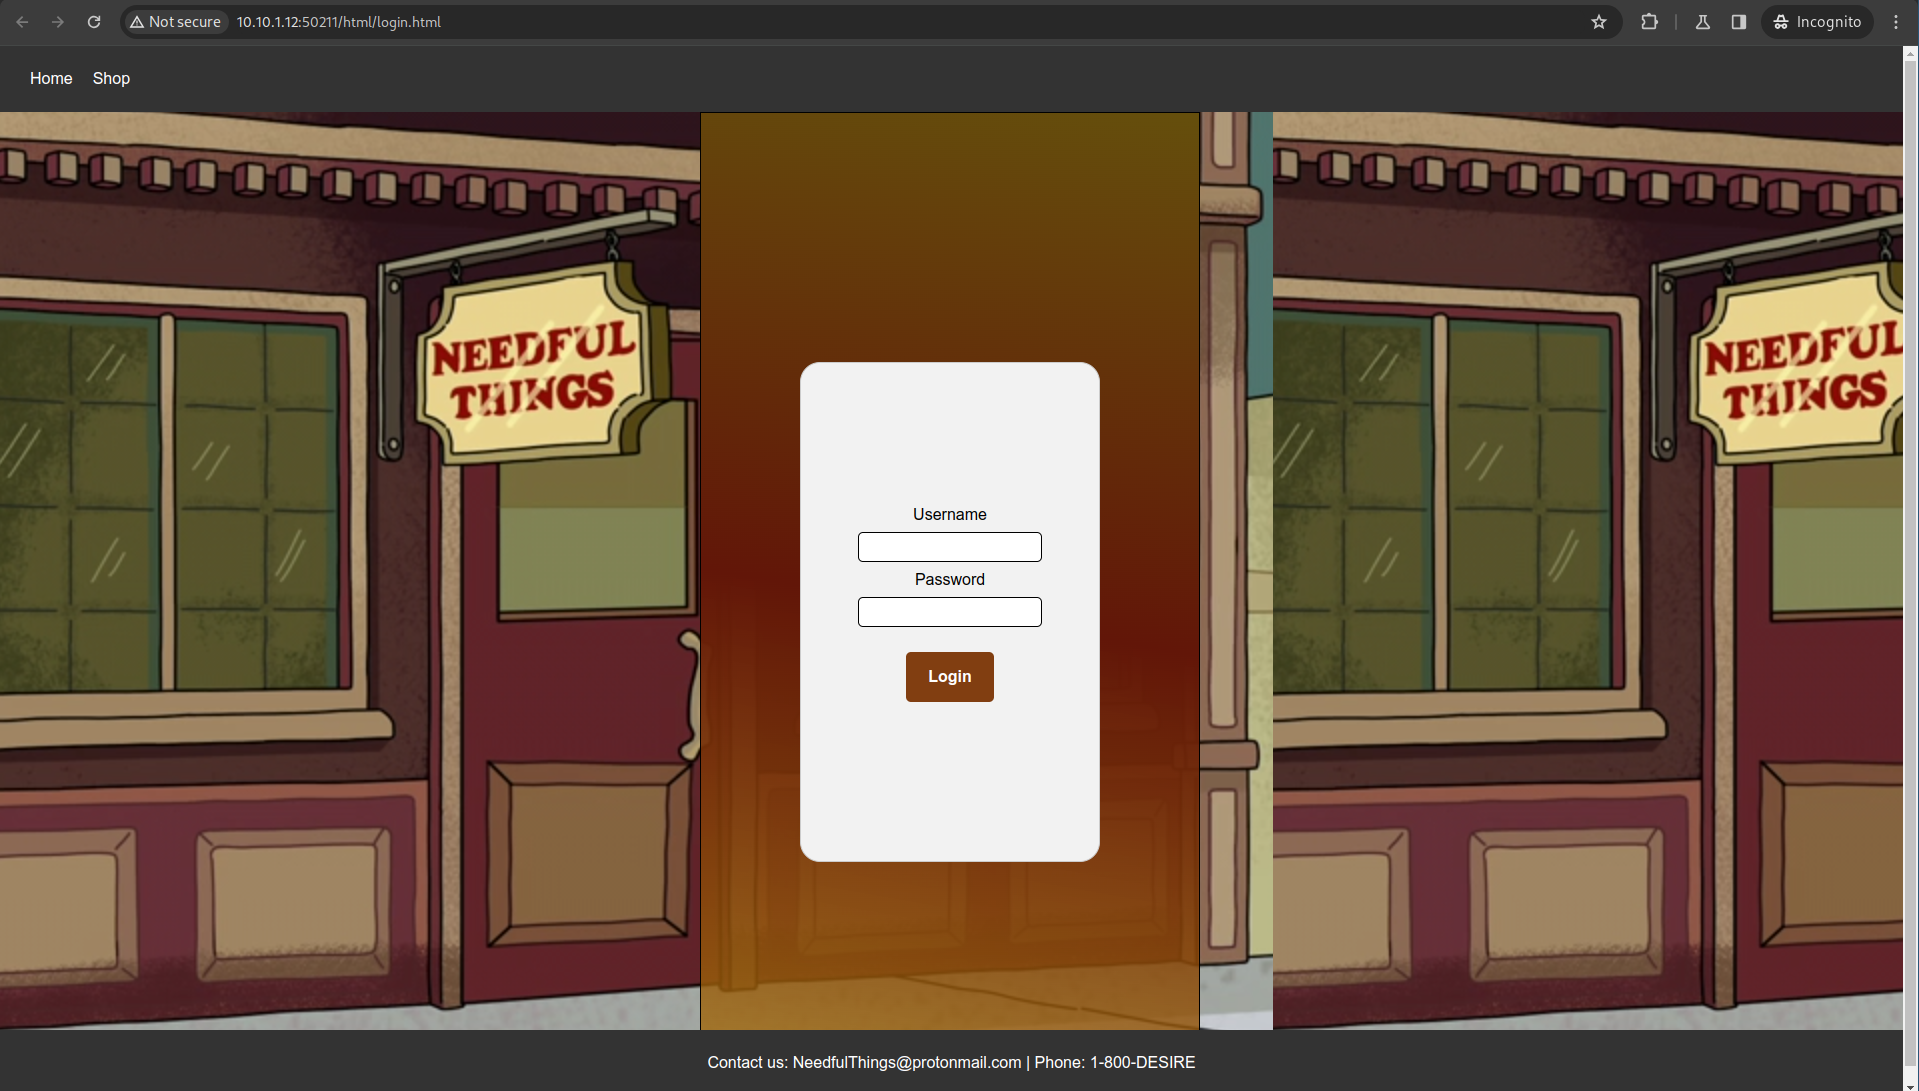 Not secure 10.10.1.12:50211/html/login.html Incognito
Home Shop
NEEDFUL
THINGS
NEEDFUL
THINGS
Username
Password
Login
Contact us: NeedfulThings@protonmail.com | Phone: 1-800-DESIRE